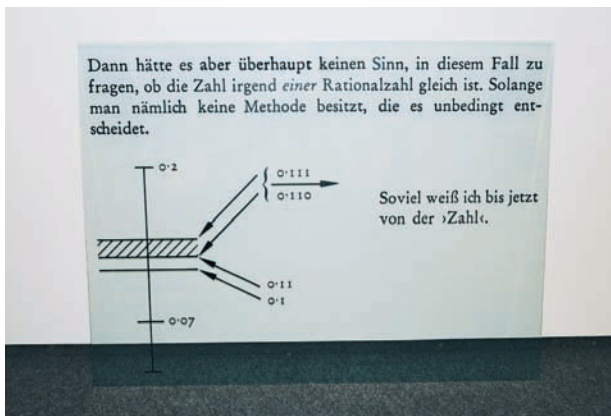 Dann hätte es aber überhaupt keinen Sinn, in diesem Fall zu
fragen, ob die Zahl irgend einer Rationalzahl gleich ist. Solange
man nämlich keine Methode besitzt, die es unbedingt ent-
scheidet.
0·2
0·111
0·110
Soviel weiß ich bis jetzt
von der ›Zahl‹.
0·11
0·1
0·07